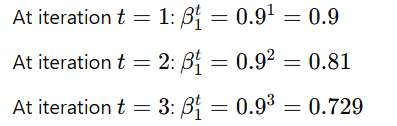 At iteration t = 1: β₁ᵗ = 0.9¹ = 0.9
At iteration t = 2: β₁ᵗ = 0.9² = 0.81
At iteration t = 3: β₁ᵗ = 0.9³ = 0.729